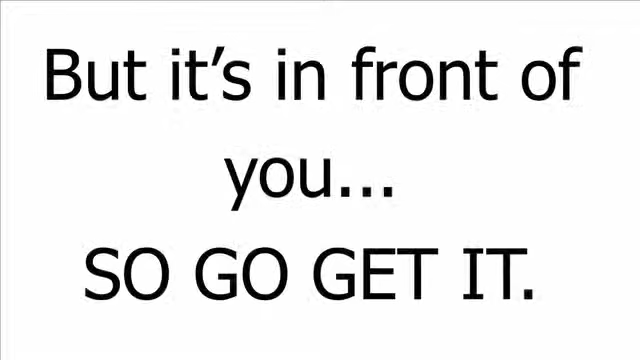 But it’s in front of
you...
SO GO GET IT.